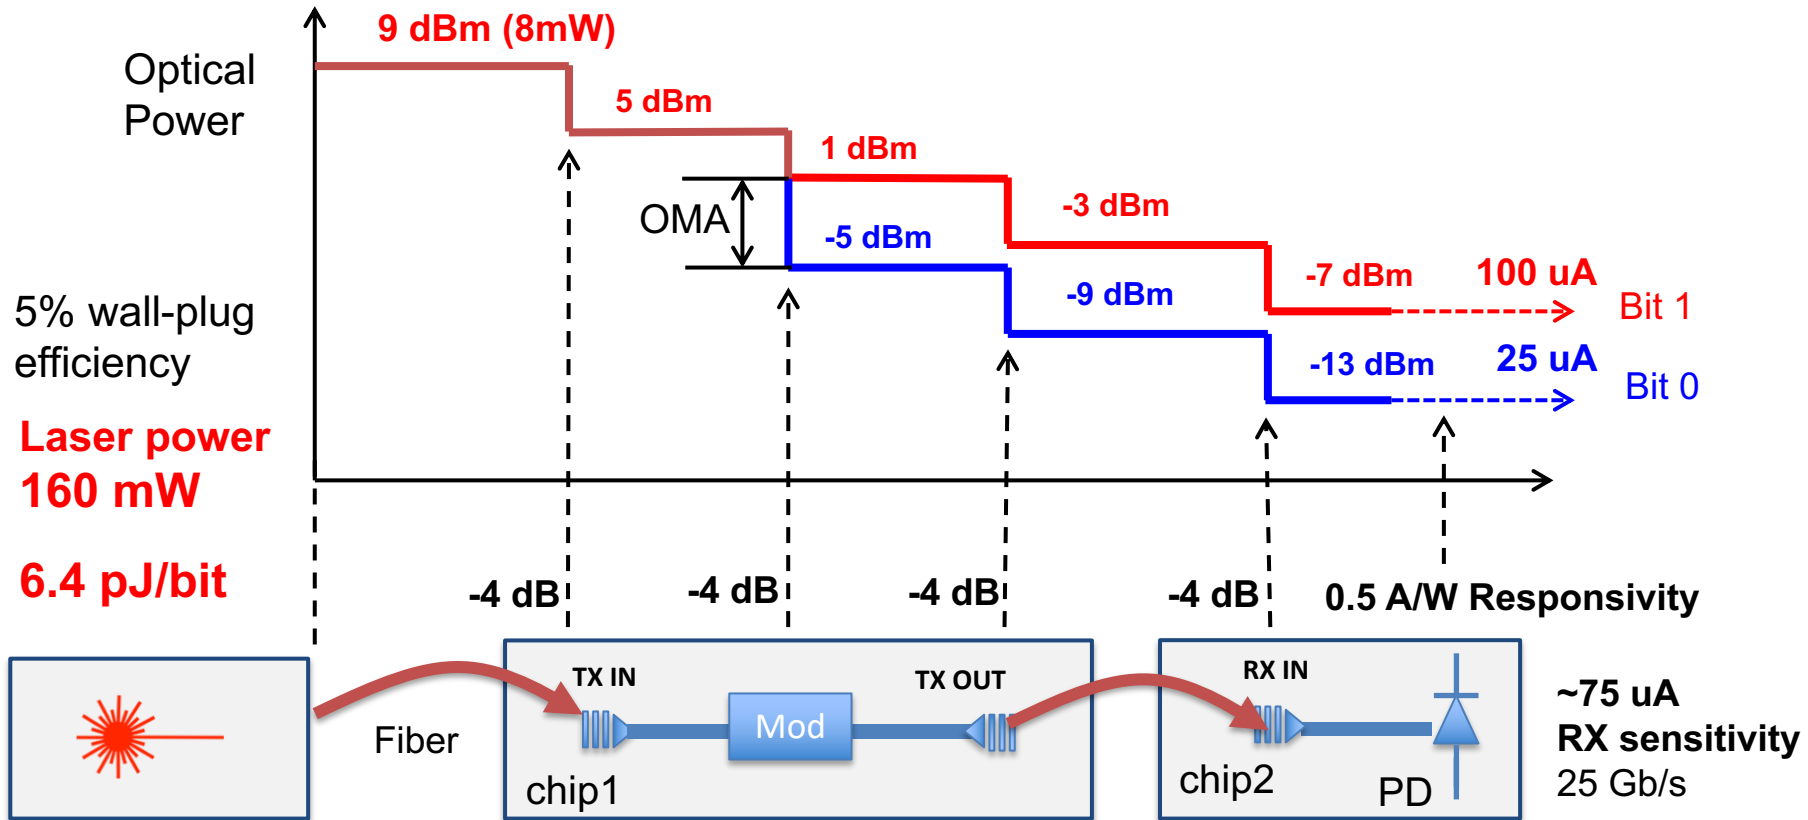 9 dBm (8mW)
Optical
Power
5 dBm
1 dBm
OMA
-3 dBm
-5 dBm
-7 dBm
100 uA
Bit 1
-9 dBm
5% wall-plug
efficiency
-13 dBm
25 uA
Bit 0
Laser power
160 mW
6.4 pJ/bit
-4 dB
-4 dB
-4 dB
-4 dB
0.5 A/W Responsivity
TX IN
TX OUT
RX IN
Fiber
Mod
chip1
chip2
PD
~75 uA
RX sensitivity
25 Gb/s